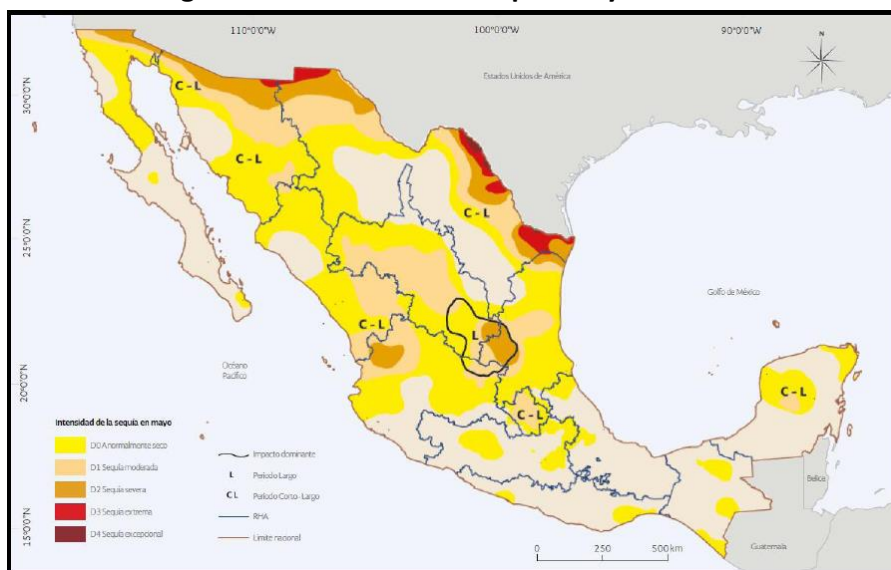 110°0'0"W
100°0'0"W
90°0'0"W
N
Estados Unidos de América
30°0'0"N
C - L
C - L
C - L
25°0'0"N
Golfo de México
C - L
L
Océano
Pacífico
20°0'0"N
C - L
C - L
Intensidad de la sequía en mayo
D0 Anormalmente seco
D1 Sequía moderada
D2 Sequía severa
D3 Sequía extrema
D4 Sequía excepcional
Impacto dominante
L Periodo Largo
C L Periodo Corto - Largo
RHA
Límite nacional
Belice
Guatemala
15°0'0"N
0 250 500 km